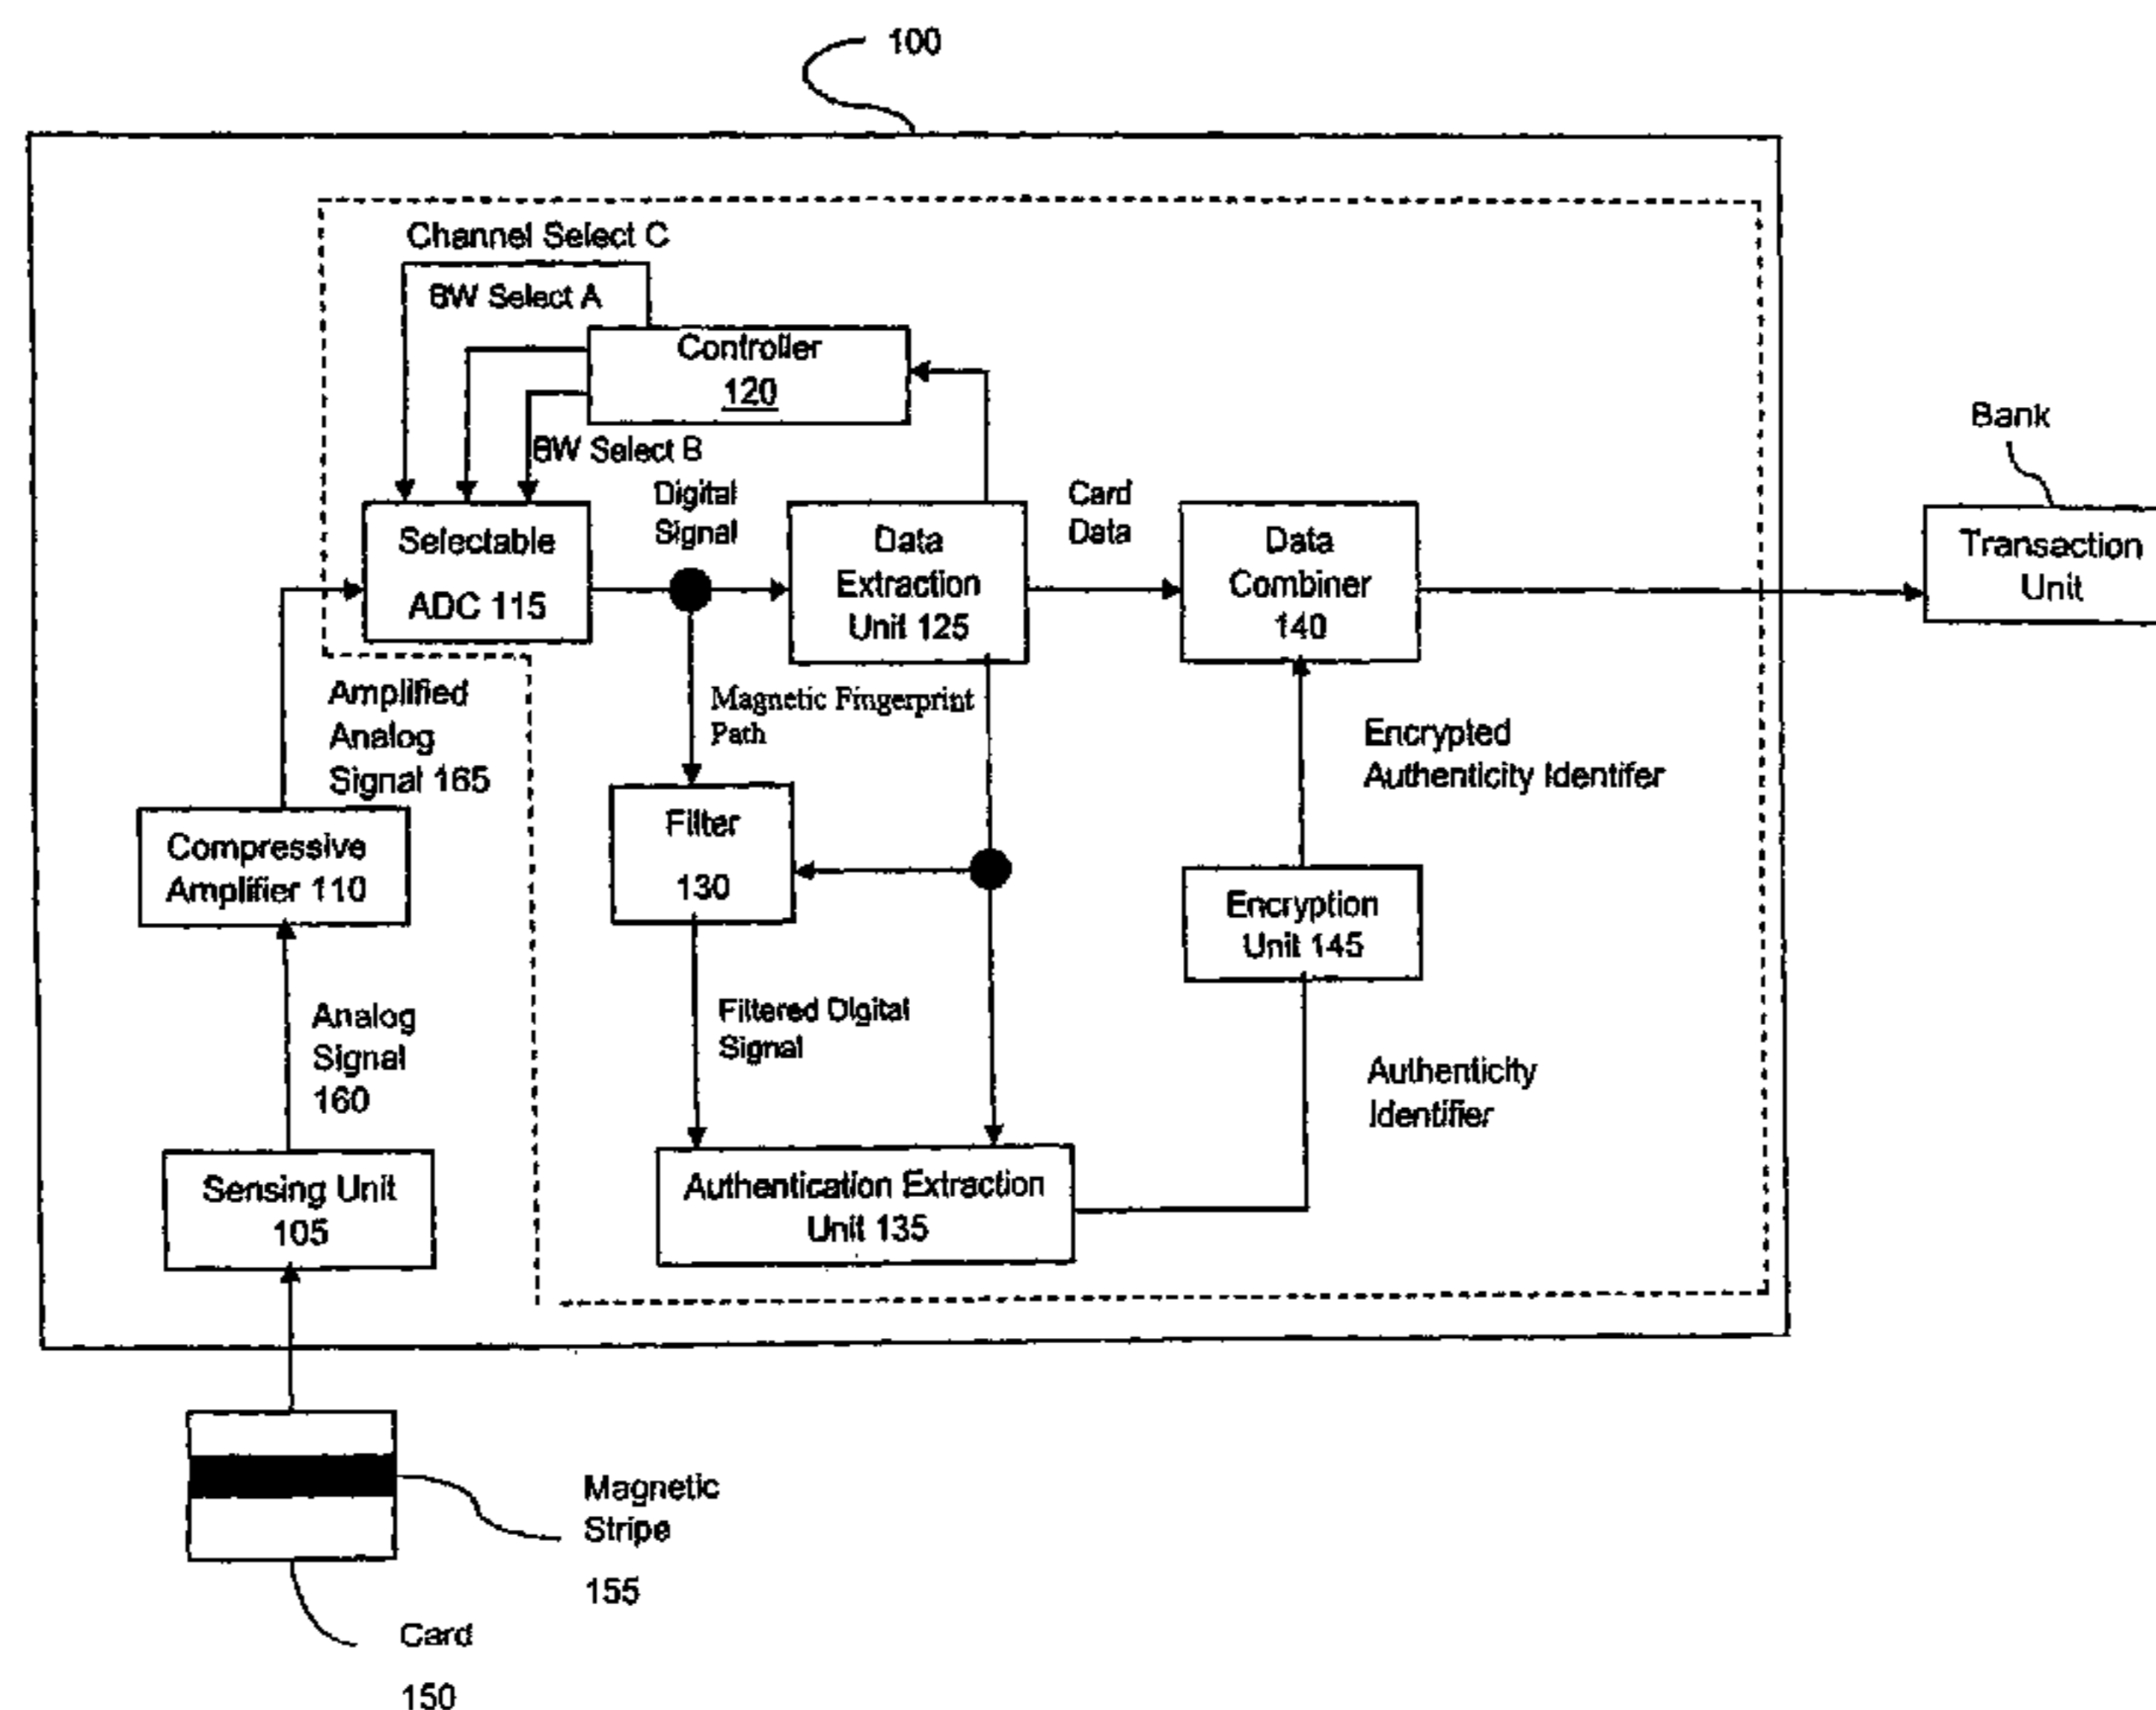 100
Channel Select C
BW Select A
Controller
120
BW Select B
Bank
Digital
Signal
Card
Data
Selectable
ADC 115
Data
Extraction
Unit 125
Data
Combiner
140
Transaction
Unit
Amplified
Analog
Signal 165
Magnetic Fingerprint
Path
Encrypted
Authenticity Identifer
Compressive
Amplifier 110
Filter
130
Encryption
Unit 145
Analog
Signal
160
Filtered Digital
Signal
Authenticity
Identifier
Sensing Unit
105
Authentication Extraction
Unit 135
Magnetic
Stripe
155
Card
150